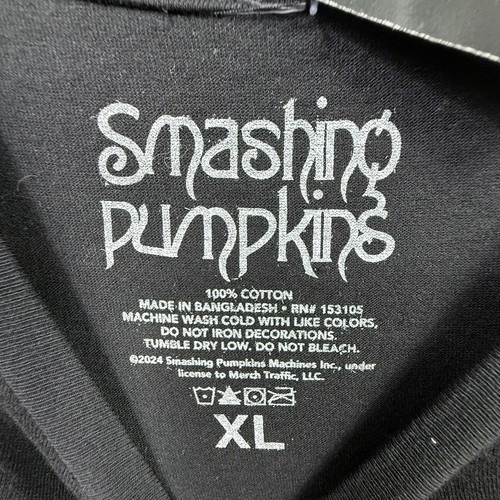 Smashing
Pumpkins
100% COTTON
MADE IN BANGLADESH • RN# 153105
MACHINE WASH COLD WITH LIKE COLORS,
DO NOT IRON DECORATIONS.
TUMBLE DRY LOW. DO NOT BLEACH.
©2024 Smashing Pumpkins Machines Inc., under
license to Merch Traffic, LLC.
XL